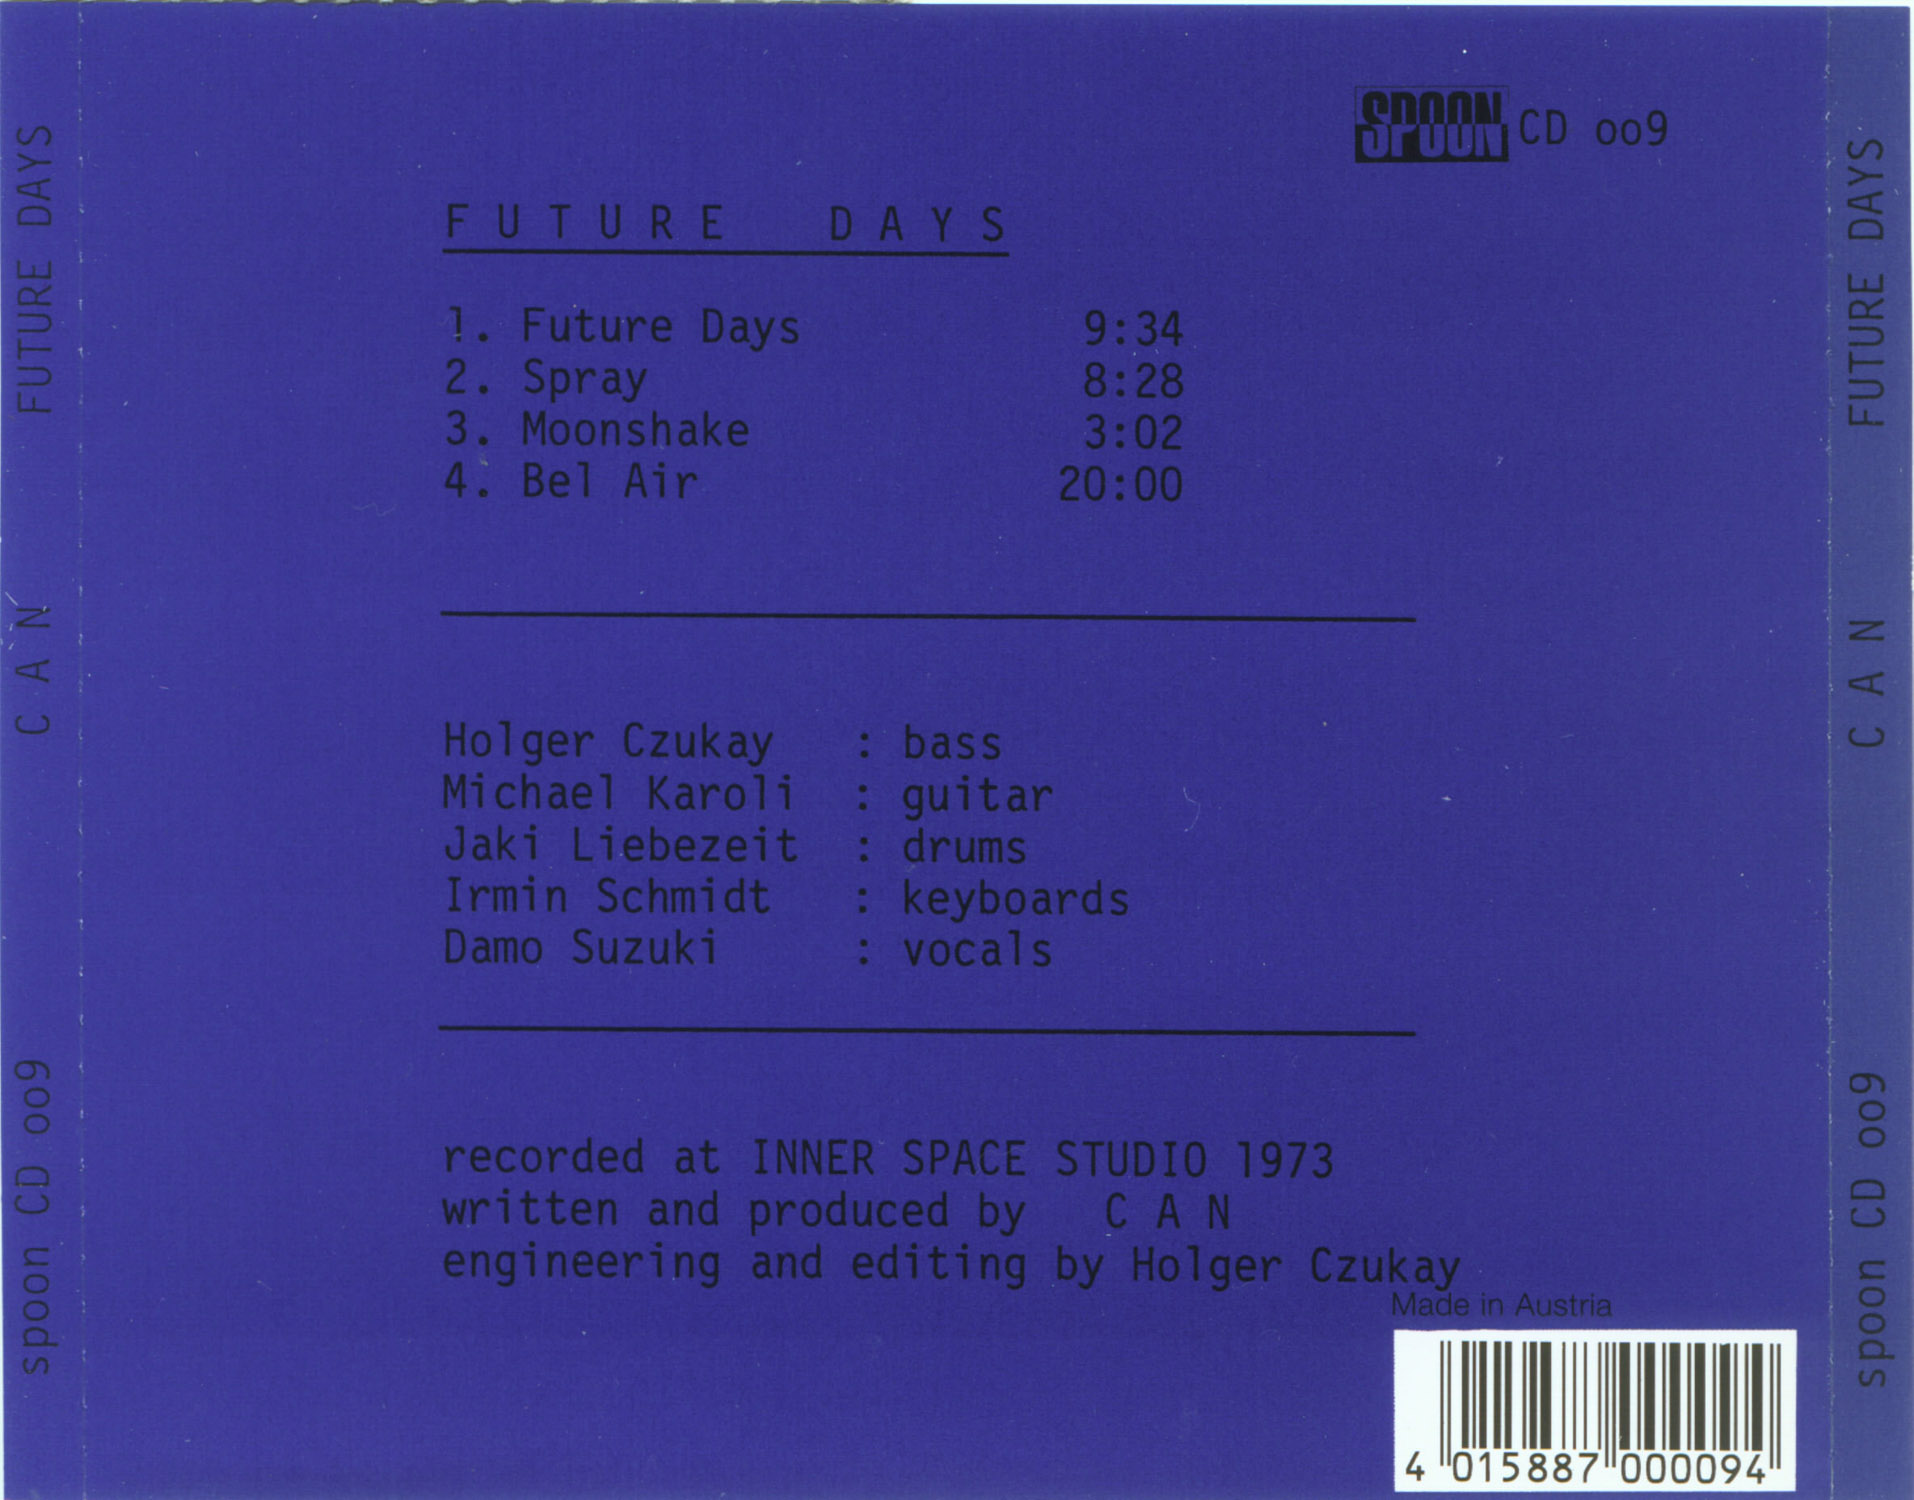 SPOON CD oo9
FUTURE DAYS
1. Future Days 9:34
2. Spray 8:28
3. Moonshake 3:02
4. Bel Air 20:00
Holger Czukay : bass
Michael Karoli : guitar
Jaki Liebezeit : drums
Irmin Schmidt : keyboards
Damo Suzuki : vocals
recorded at INNER SPACE STUDIO 1973
written and produced by C A N
engineering and editing by Holger Czukay
Made in Austria
4 015887 000094
spoon CD oo9 C A N FUTURE DAYS
spoon CD oo9 C A N FUTURE DAYS